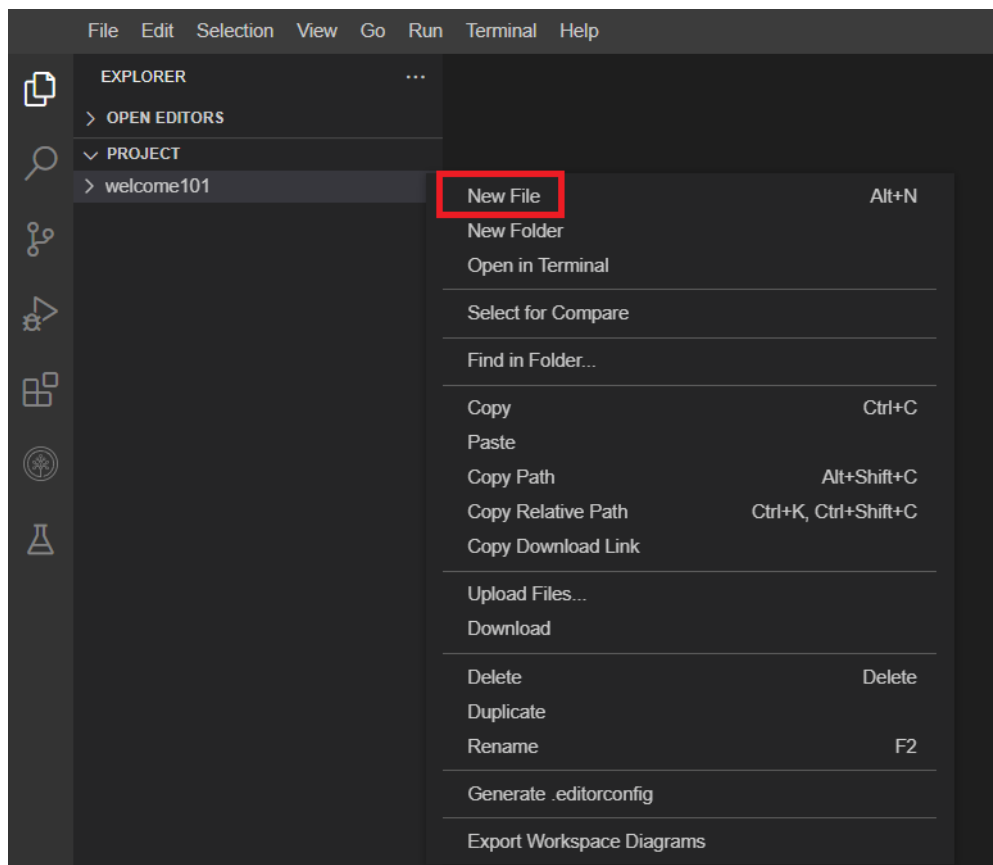 File Edit Selection View Go Run Terminal Help
EXPLORER ...
OPEN EDITORS
PROJECT
welcome101
New File Alt+N
New Folder
Open in Terminal
Select for Compare
Find in Folder...
Copy Ctrl+C
Paste
Copy Path Alt+Shift+C
Copy Relative Path Ctrl+K, Ctrl+Shift+C
Copy Download Link
Upload Files...
Download
Delete Delete
Duplicate
Rename F2
Generate .editorconfig
Export Workspace Diagrams